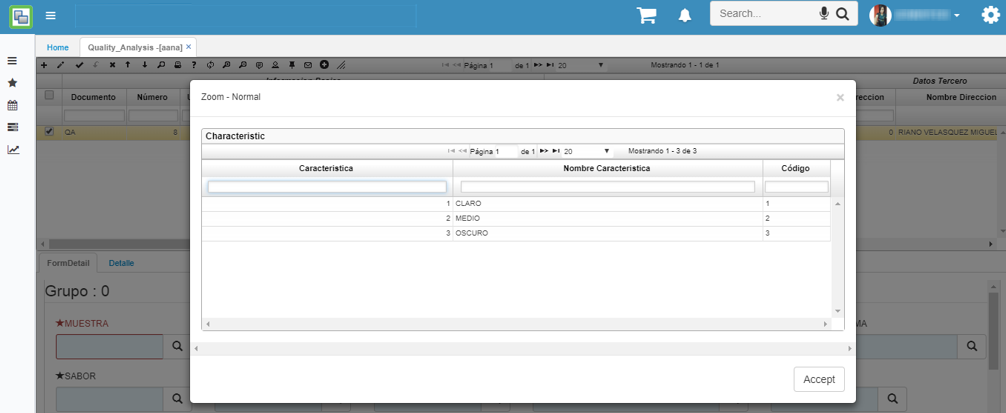 Search...
Home
Quality_Analysis -[aana] ×
Página 1 de 1 20 Mostrando 1 - 1 de 1
Datos Tercero
Documento Número Direccion Nombre Direccion
QA 8 0 RIANO VELASQUEZ MIGUEL
Zoom - Normal ×
Characteristic
Página 1 de 1 20 Mostrando 1 - 3 de 3
Caracteristica Nombre Caracteristica Código
1 CLARO 1
2 MEDIO 2
3 OSCURO 3
FormDetail Detalle
Grupo : 0
★MUESTRA
★SABOR
Accept